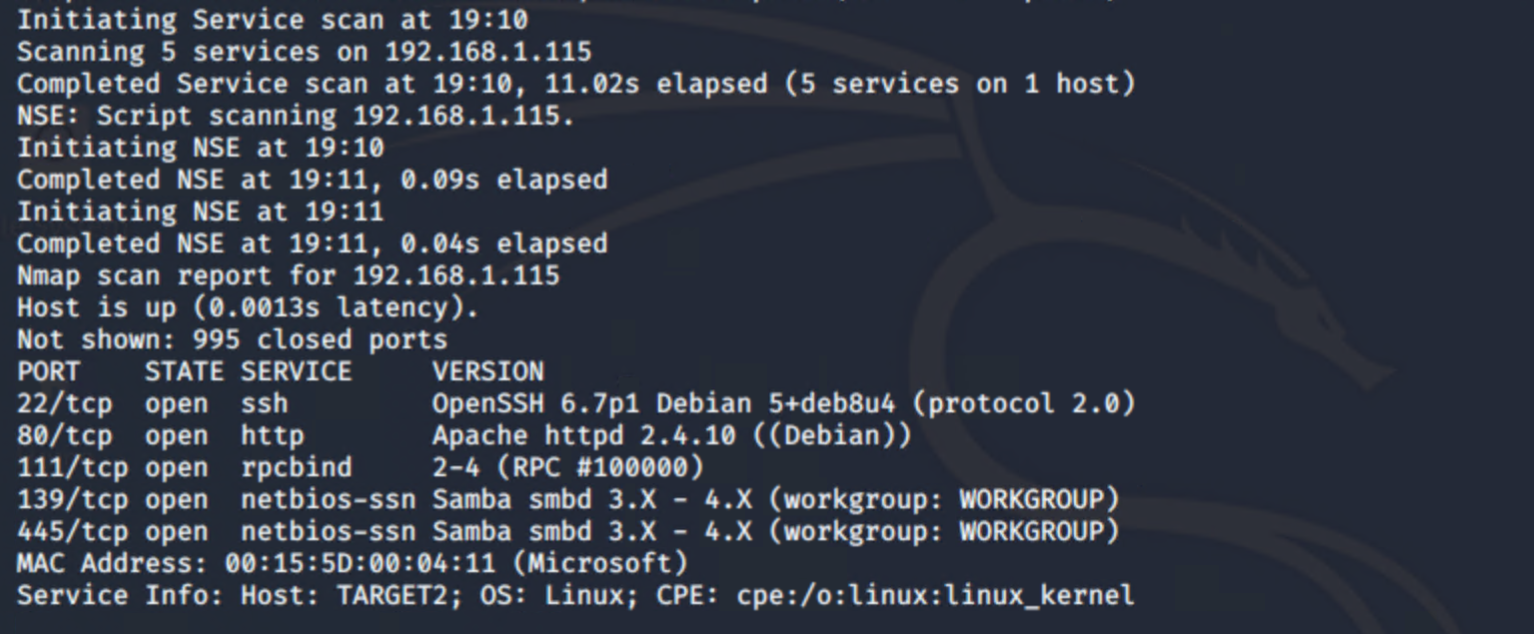 Initiating Service scan at 19:10
Scanning 5 services on 192.168.1.115
Completed Service scan at 19:10, 11.02s elapsed (5 services on 1 host)
NSE: Script scanning 192.168.1.115.
Initiating NSE at 19:10
Completed NSE at 19:11, 0.09s elapsed
Initiating NSE at 19:11
Completed NSE at 19:11, 0.04s elapsed
Nmap scan report for 192.168.1.115
Host is up (0.0013s latency).
Not shown: 995 closed ports
PORT    STATE SERVICE     VERSION
22/tcp  open  ssh         OpenSSH 6.7p1 Debian 5+deb8u4 (protocol 2.0)
80/tcp  open  http        Apache httpd 2.4.10 ((Debian))
111/tcp open  rpcbind     2-4 (RPC #100000)
139/tcp open  netbios-ssn Samba smbd 3.X - 4.X (workgroup: WORKGROUP)
445/tcp open  netbios-ssn Samba smbd 3.X - 4.X (workgroup: WORKGROUP)
MAC Address: 00:15:5D:00:04:11 (Microsoft)
Service Info: Host: TARGET2; OS: Linux; CPE: cpe:/o:linux:linux_kernel